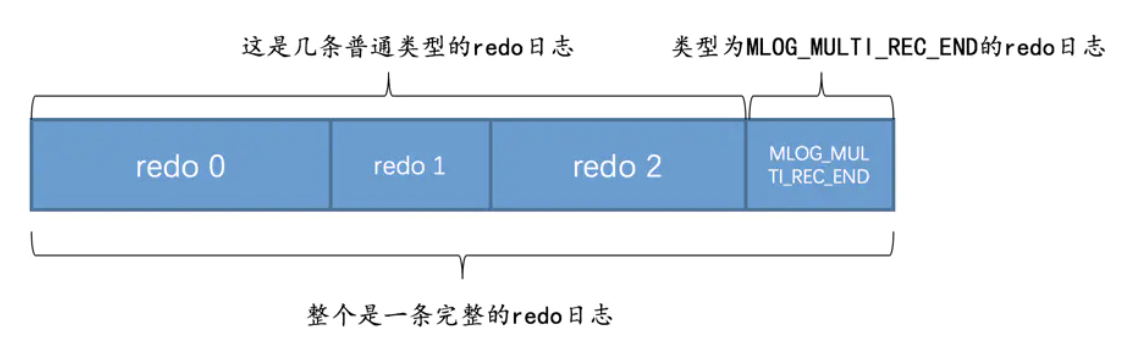 这是几条普通类型的redo日志
类型为MLOG_MULTI_REC_END的redo日志
redo 0
redo 1
redo 2
MLOG_MUL
TI_REC_END
整个是一条完整的redo日志